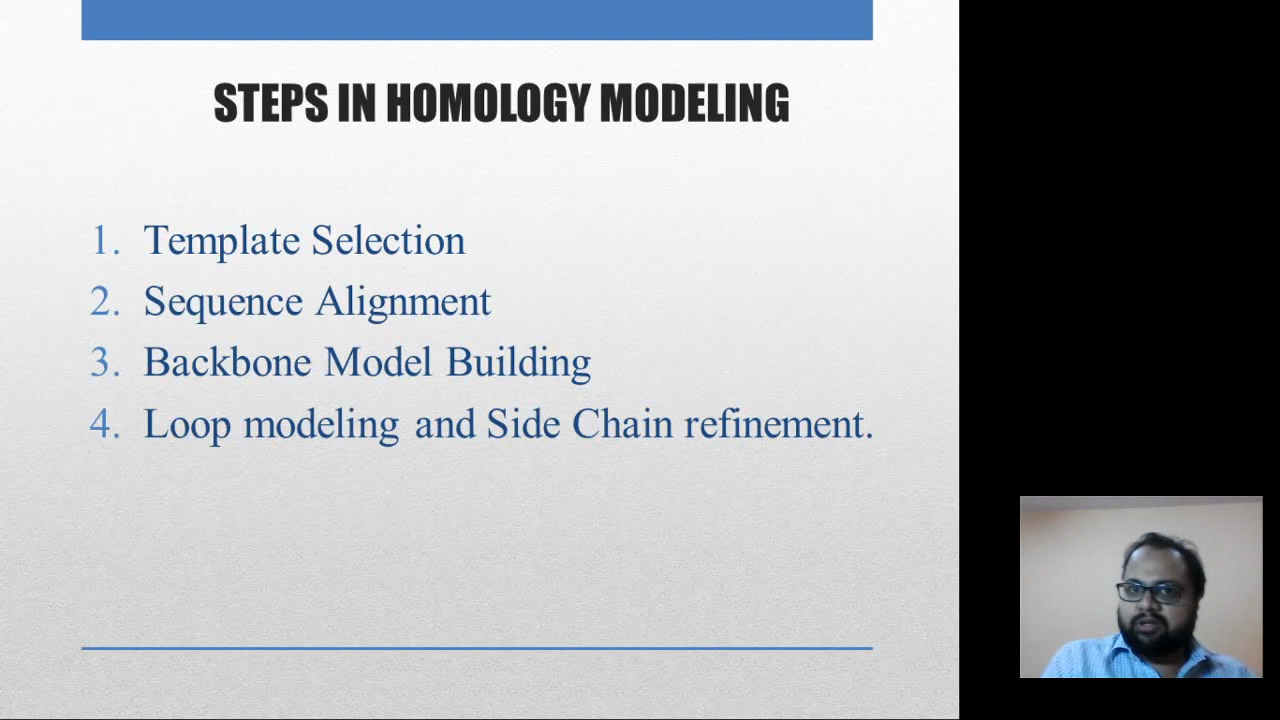 STEPS IN HOMOLOGY MODELING
1. Template Selection
2. Sequence Alignment
3. Backbone Model Building
4. Loop modeling and Side Chain refinement.